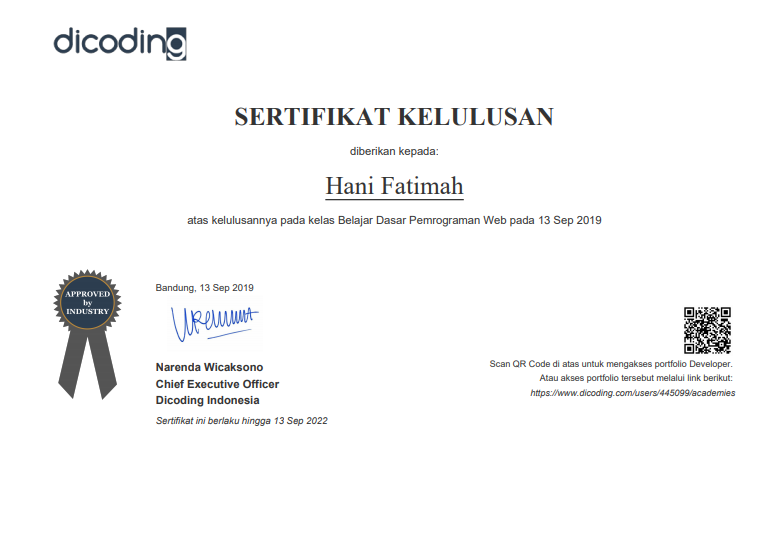 dicoding
SERTIFIKAT KELULUSAN
diberikan kepada:
Hani Fatimah
atas kelulusannya pada kelas Belajar Dasar Pemrograman Web pada 13 Sep 2019
APPROVED
by
INDUSTRY
Bandung, 13 Sep 2019
Narenda Wicaksono
Chief Executive Officer
Dicoding Indonesia
Sertifikat ini berlaku hingga 13 Sep 2022
Scan QR Code di atas untuk mengakses portfolio Developer.
Atau akses portfolio tersebut melalui link berikut:
https://www.dicoding.com/users/445099/academies